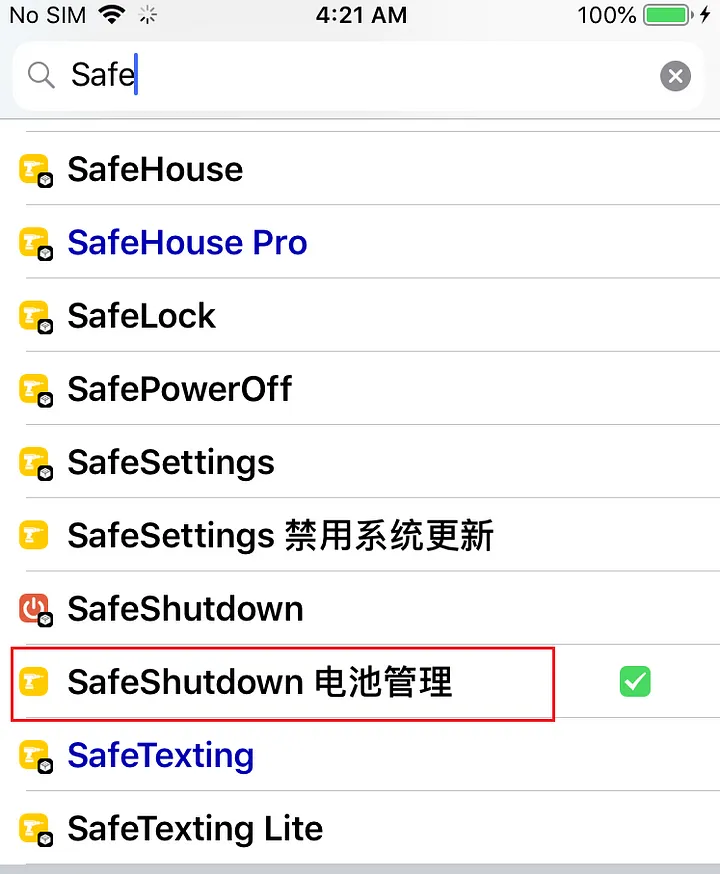 No SIM 4:21 AM 100%
Safe
SafeHouse
SafeHouse Pro
SafeLock
SafePowerOff
SafeSettings
SafeSettings 禁用系统更新
SafeShutdown
SafeShutdown 电池管理
SafeTexting
SafeTexting Lite